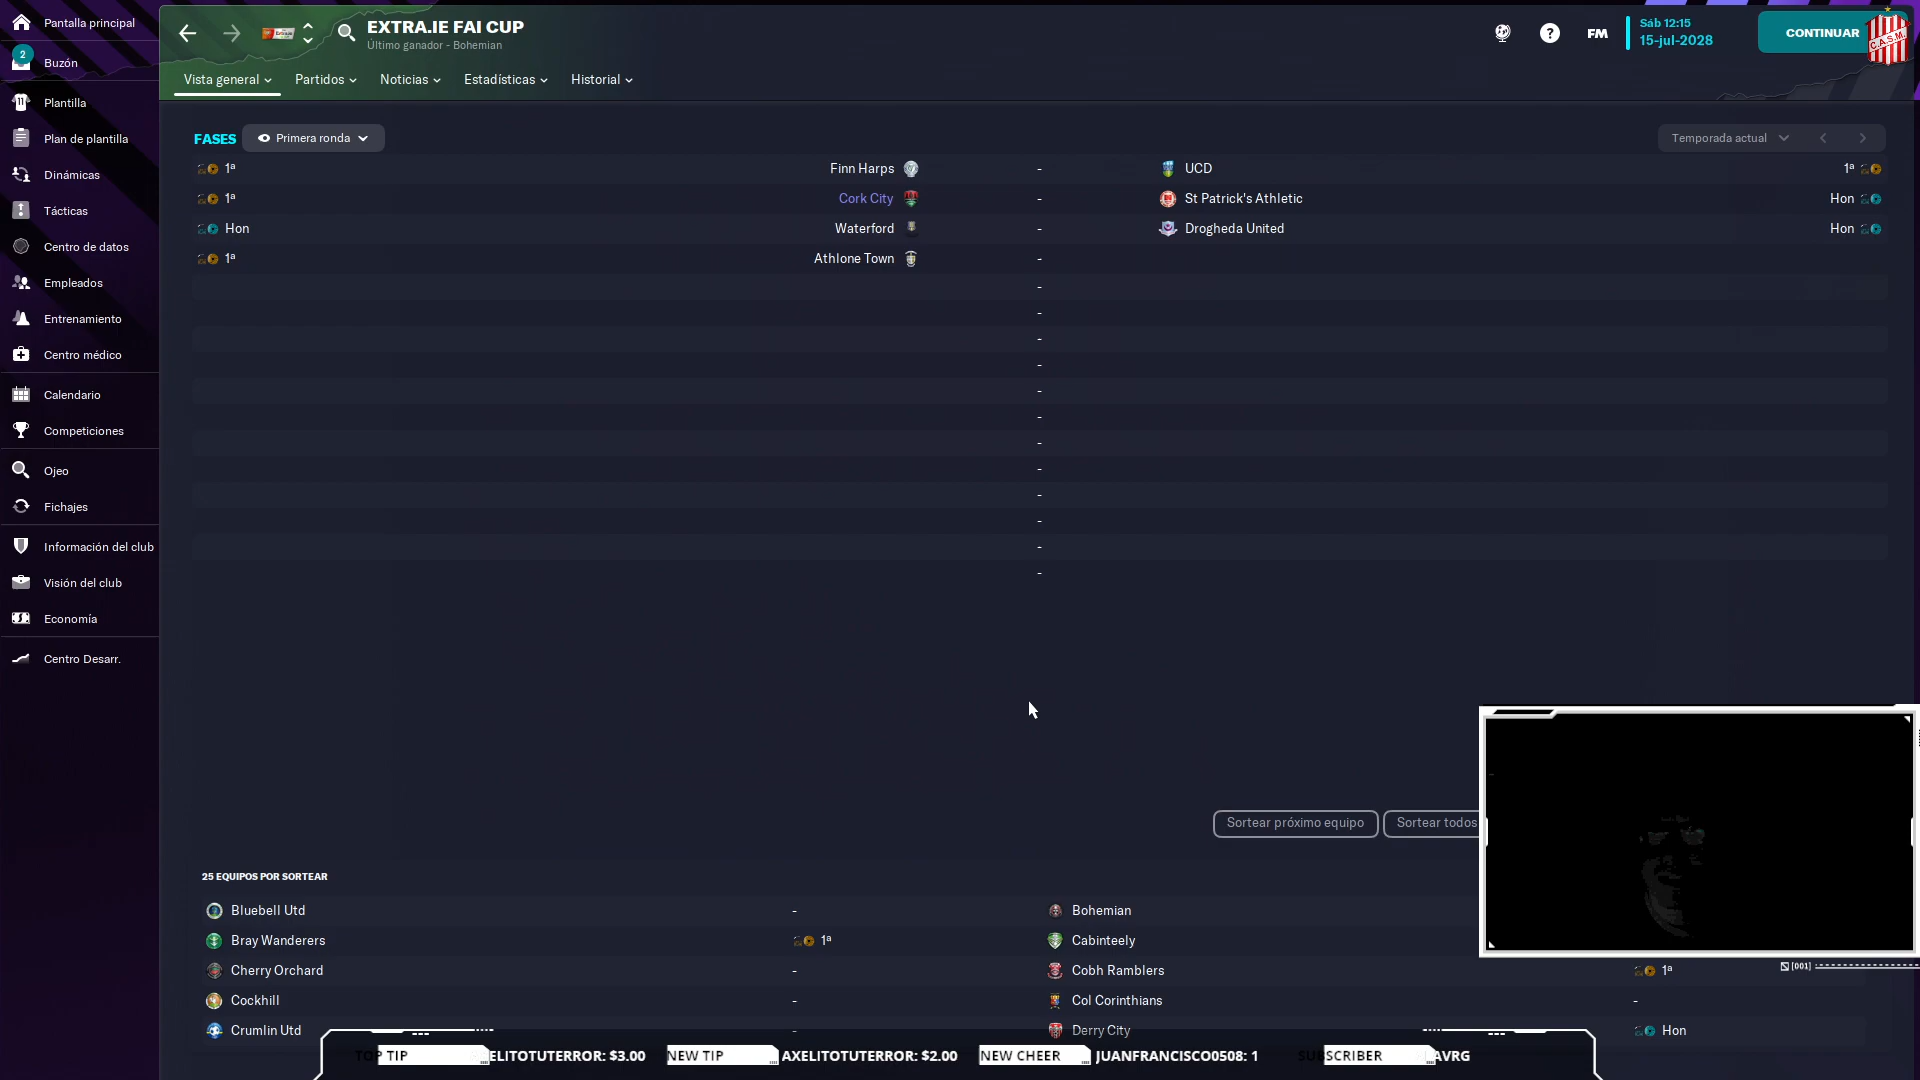 Pantalla principal
2
Buzón
Plantilla
Plan de plantilla
Dinámicas
Tácticas
Centro de datos
Empleados
Entrenamiento
Centro médico
Calendario
Competiciones
Ojeo
Fichajes
Información del club
Visión del club
Economía
Centro Desarr.
EXTRA.IE FAI CUP
Último ganador - Bohemian
FM
Sáb 12:15
15-jul-2028
CONTINUAR
C.A.S.M.
Vista general
Partidos
Noticias
Estadísticas
Historial
FASES
Primera ronda
Temporada actual
1ª Finn Harps - UCD 1ª
1ª Cork City - St Patrick's Athletic Hon
Hon Waterford - Drogheda United Hon
1ª Athlone Town -
-
-
-
-
-
-
-
-
-
-
-
-
Sortear próximo equipo
Sortear todos
25 EQUIPOS POR SORTEAR
Bluebell Utd - Bohemian
Bray Wanderers 1ª Cabinteely
Cherry Orchard - Cobh Ramblers 1ª
Cockhill - Col Corinthians -
Crumlin Utd - Derry City Hon
[001]
TOP TIP ELITOTUTERROR: $3.00 NEW TIP AXELITOTUTERROR: $2.00 NEW CHEER JUANFRANCISCO0508: 1 SUBSCRIBER AVRG